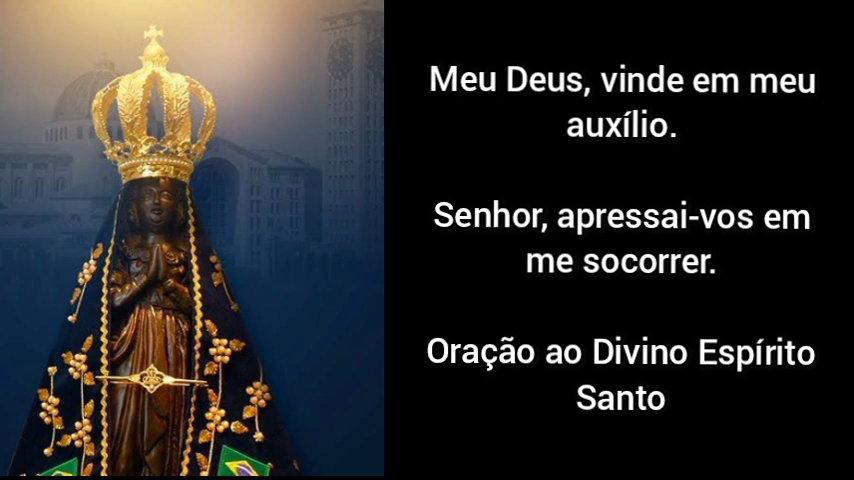 Meu Deus, vinde em meu
auxílio.
Senhor, apressai-vos em
me socorrer.
Oração ao Divino Espírito
Santo